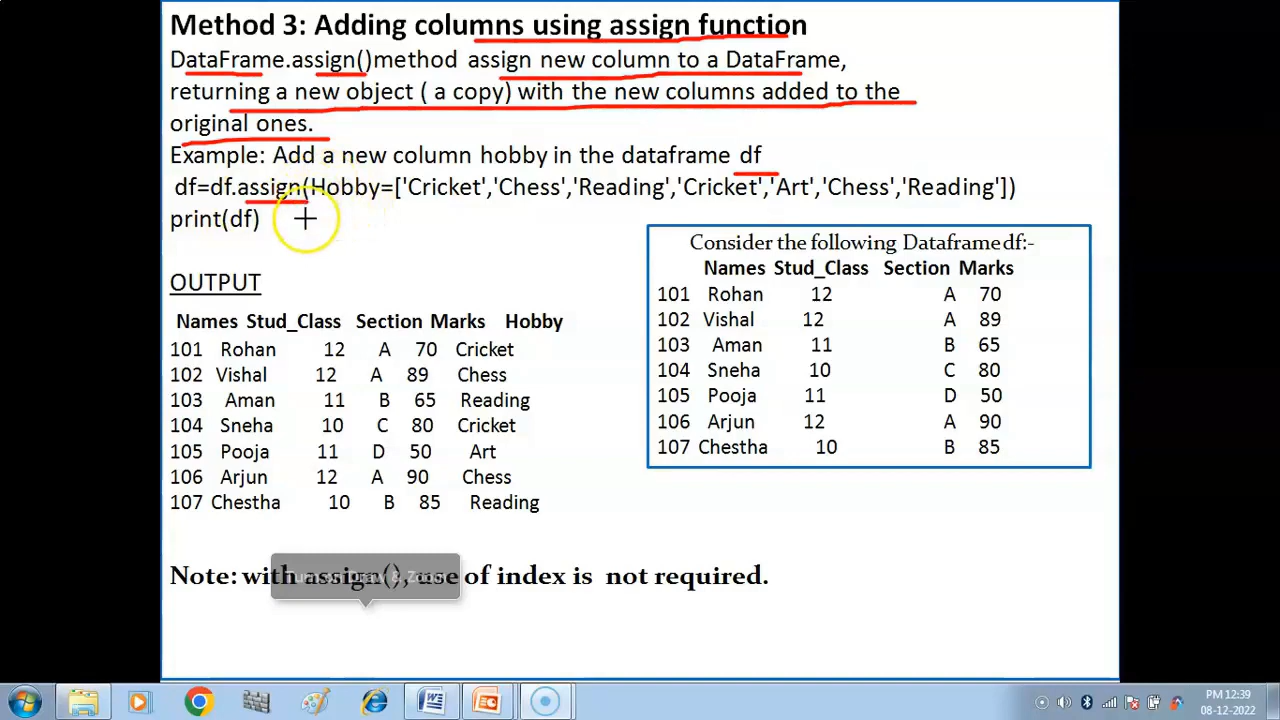 Method 3: Adding columns using assign function
DataFrame.assign()method assign new column to a DataFrame,
returning a new object ( a copy) with the new columns added to the
original ones.
Example: Add a new column hobby in the dataframe df
df=df.assign(Hobby=['Cricket','Chess','Reading','Cricket','Art','Chess','Reading'])
print(df)
OUTPUT
Names Stud_Class Section Marks Hobby
101 Rohan 12 A 70 Cricket
102 Vishal 12 A 89 Chess
103 Aman 11 B 65 Reading
104 Sneha 10 C 80 Cricket
105 Pooja 11 D 50 Art
106 Arjun 12 A 90 Chess
107 Chestha 10 B 85 Reading
Consider the following Dataframe df:-
Names Stud_Class Section Marks
101 Rohan 12 A 70
102 Vishal 12 A 89
103 Aman 11 B 65
104 Sneha 10 C 80
105 Pooja 11 D 50
106 Arjun 12 A 90
107 Chestha 10 B 85
Note: with assign(), use of index is not required.
PM 12:39
08-12-2022